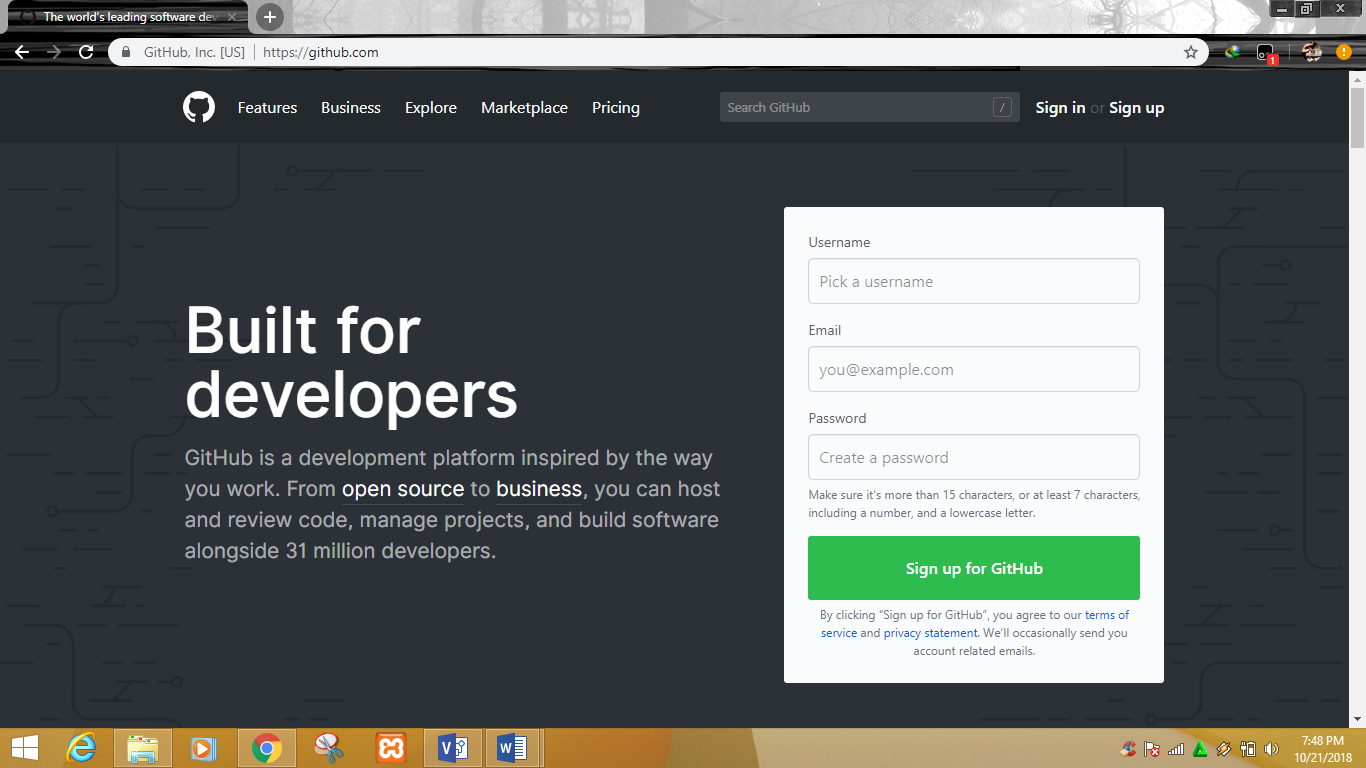 The world's leading software dev
GitHub, Inc. [US] https://github.com
1
Features Business Explore Marketplace Pricing Search GitHub / Sign in or Sign up
Username
Pick a username
Email
you@example.com
Password
Create a password
Make sure it's more than 15 characters, or at least 7 characters,
including a number, and a lowercase letter.
Sign up for GitHub
By clicking “Sign up for GitHub”, you agree to our terms of
service and privacy statement. We'll occasionally send you
account related emails.
Built for
developers
GitHub is a development platform inspired by the way
you work. From open source to business, you can host
and review code, manage projects, and build software
alongside 31 million developers.
7:48 PM
10/21/2018